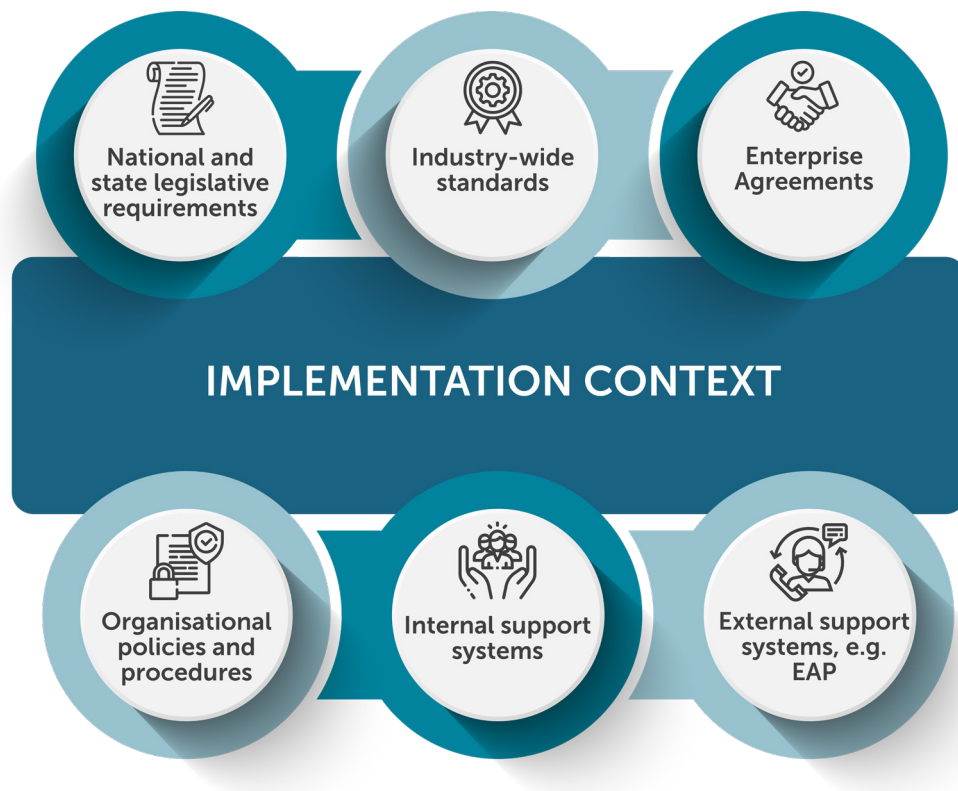 National and
state legislative
requirements
Industry-wide
standards
Enterprise
Agreements
IMPLEMENTATION CONTEXT
Organisational
policies and
procedures
Internal support
systems
External support
systems, e.g.
EAP